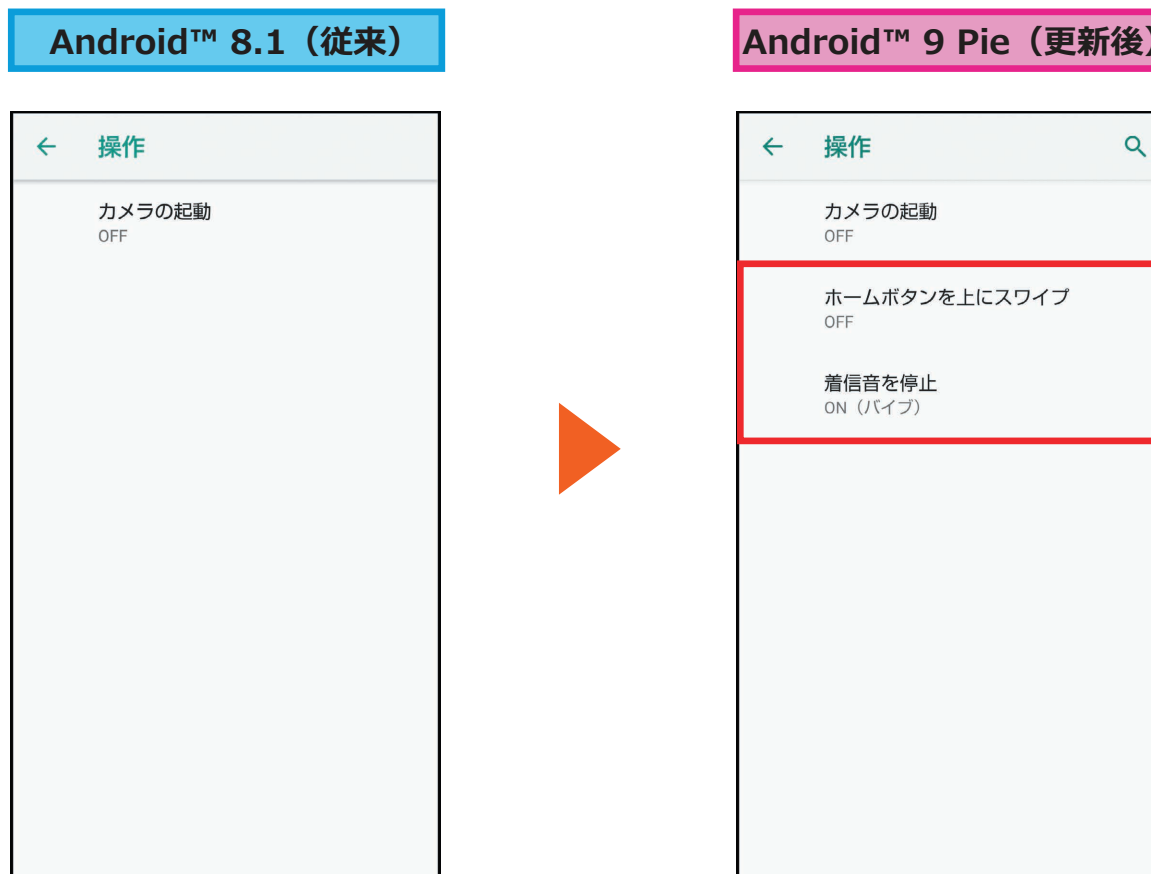 Android™ 8.1（従来）
操作
カメラの起動
OFF
Android™ 9 Pie（更新後）
操作
カメラの起動
OFF
ホームボタンを上にスワイプ
OFF
着信音を停止
ON（バイブ）